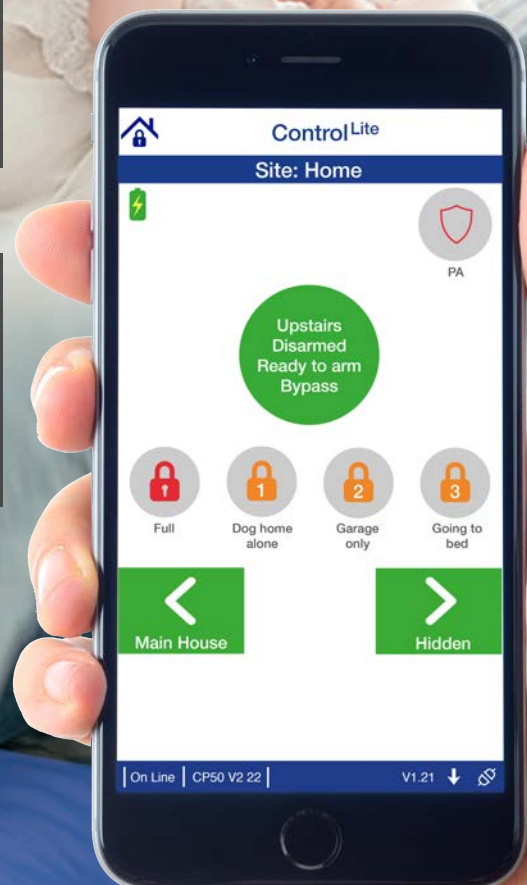 Control Lite
Site: Home
PA
Upstairs
Disarmed
Ready to arm
Bypass
Full
1
Dog home
alone
2
Garage
only
3
Going to
bed
Main House
Hidden
On Line | CP50 V2 22 |
V1.21